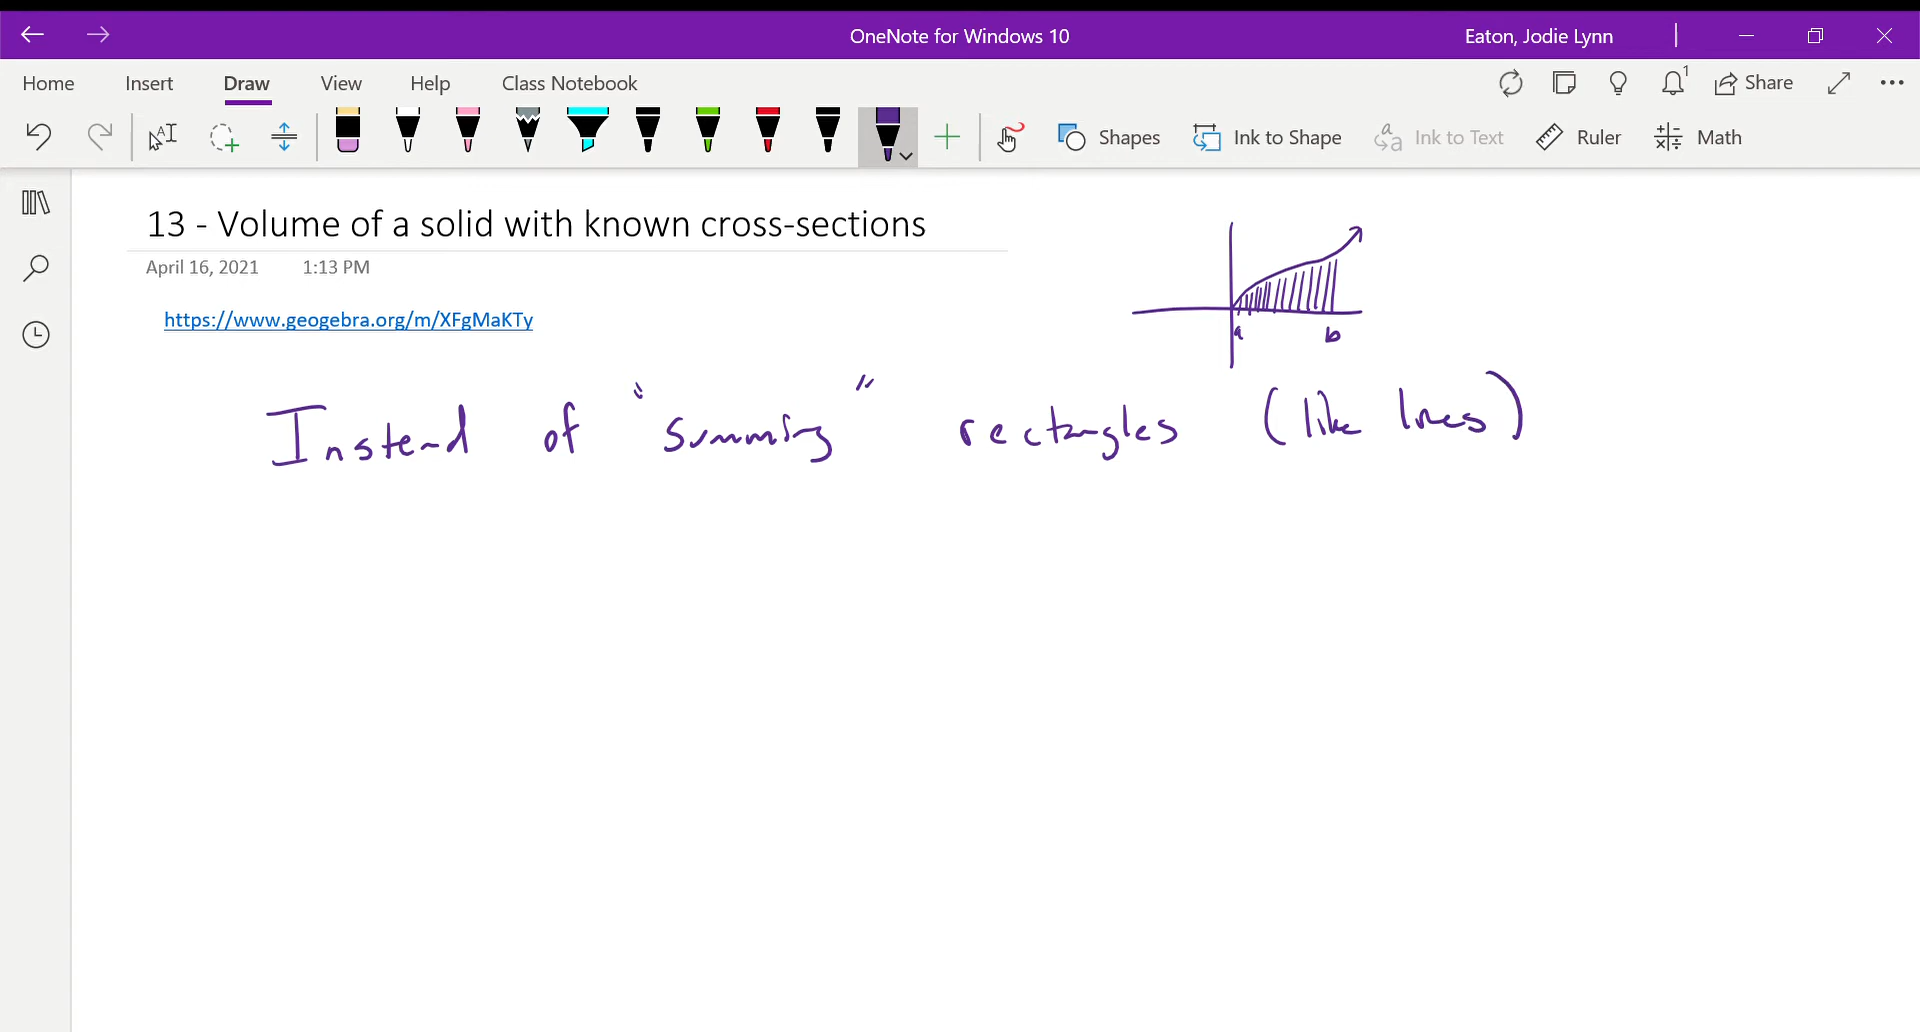 OneNote for Windows 10
Eaton, Jodie Lynn
Home Insert Draw View Help Class Notebook
1 Share
Shapes Ink to Shape Ink to Text Ruler Math
13 - Volume of a solid with known cross-sections
April 16, 2021 1:13 PM
https://www.geogebra.org/m/XFgMaKTy
a b
Instead of "summing" rectangles (like lines)